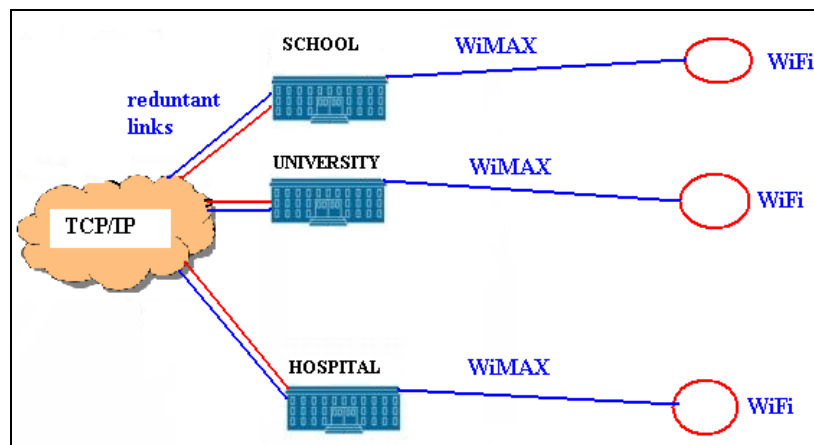 SCHOOL
WiMAX
WiFi
reduntant
links
UNIVERSITY
WiMAX
WiFi
TCP/IP
HOSPITAL
WiMAX
WiFi